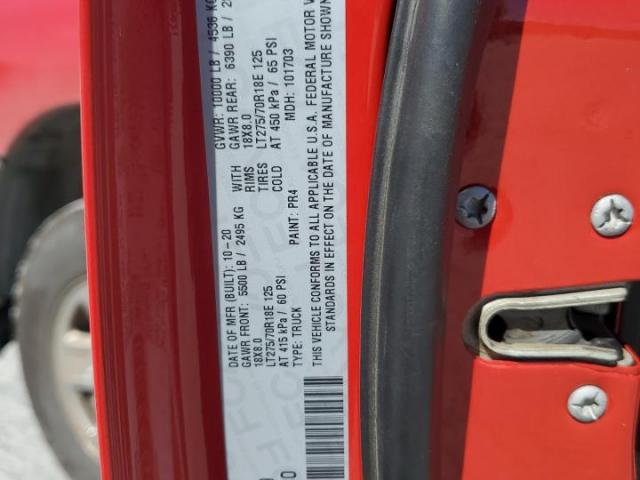 DATE OF MFR (BUILT): 10-20 GVWR: 10000 LB / 4536 KG
GAWR FRONT: 5500 LB / 2495 KG WITH GAWR REAR: 6390 LB /
18X8.0 RIMS 18X8.0
LT275/70R18E 125 TIRES LT275/70R18E 125
AT 415 kPa / 60 PSI COLD AT 450 kPa / 65 PSI
TYPE: TRUCK PAINT: PR4 MDH: 101703
THIS VEHICLE CONFORMS TO ALL APPLICABLE U.S.A. FEDERAL MOTOR
STANDARDS IN EFFECT ON THE DATE OF MANUFACTURE SHOWN